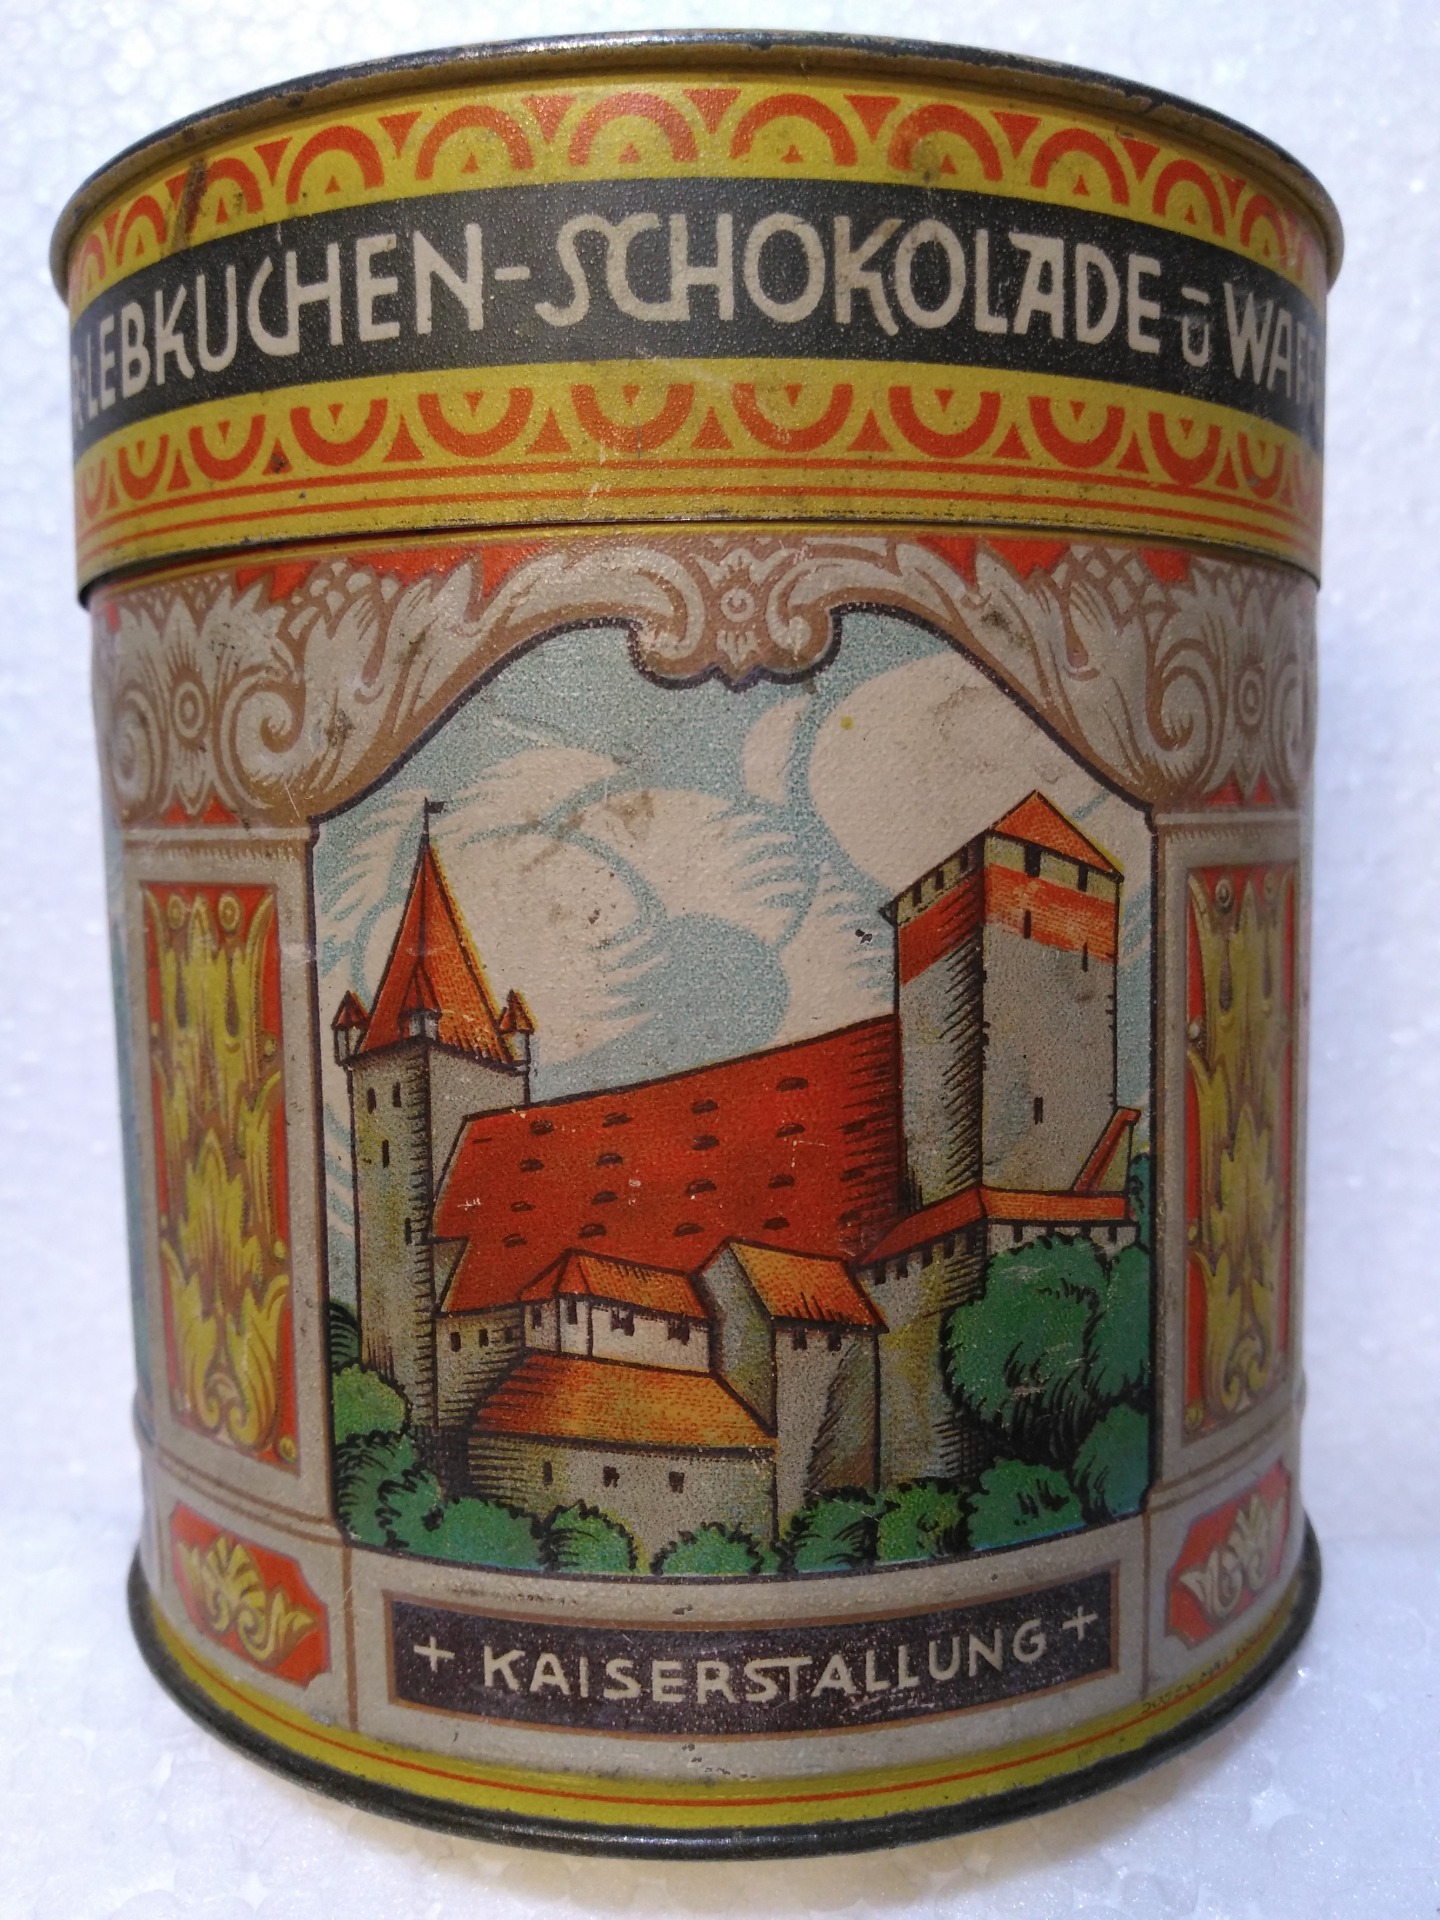 LEBKUCHEN-SCHOKOLADE u
+ KAISERSTALLUNG +